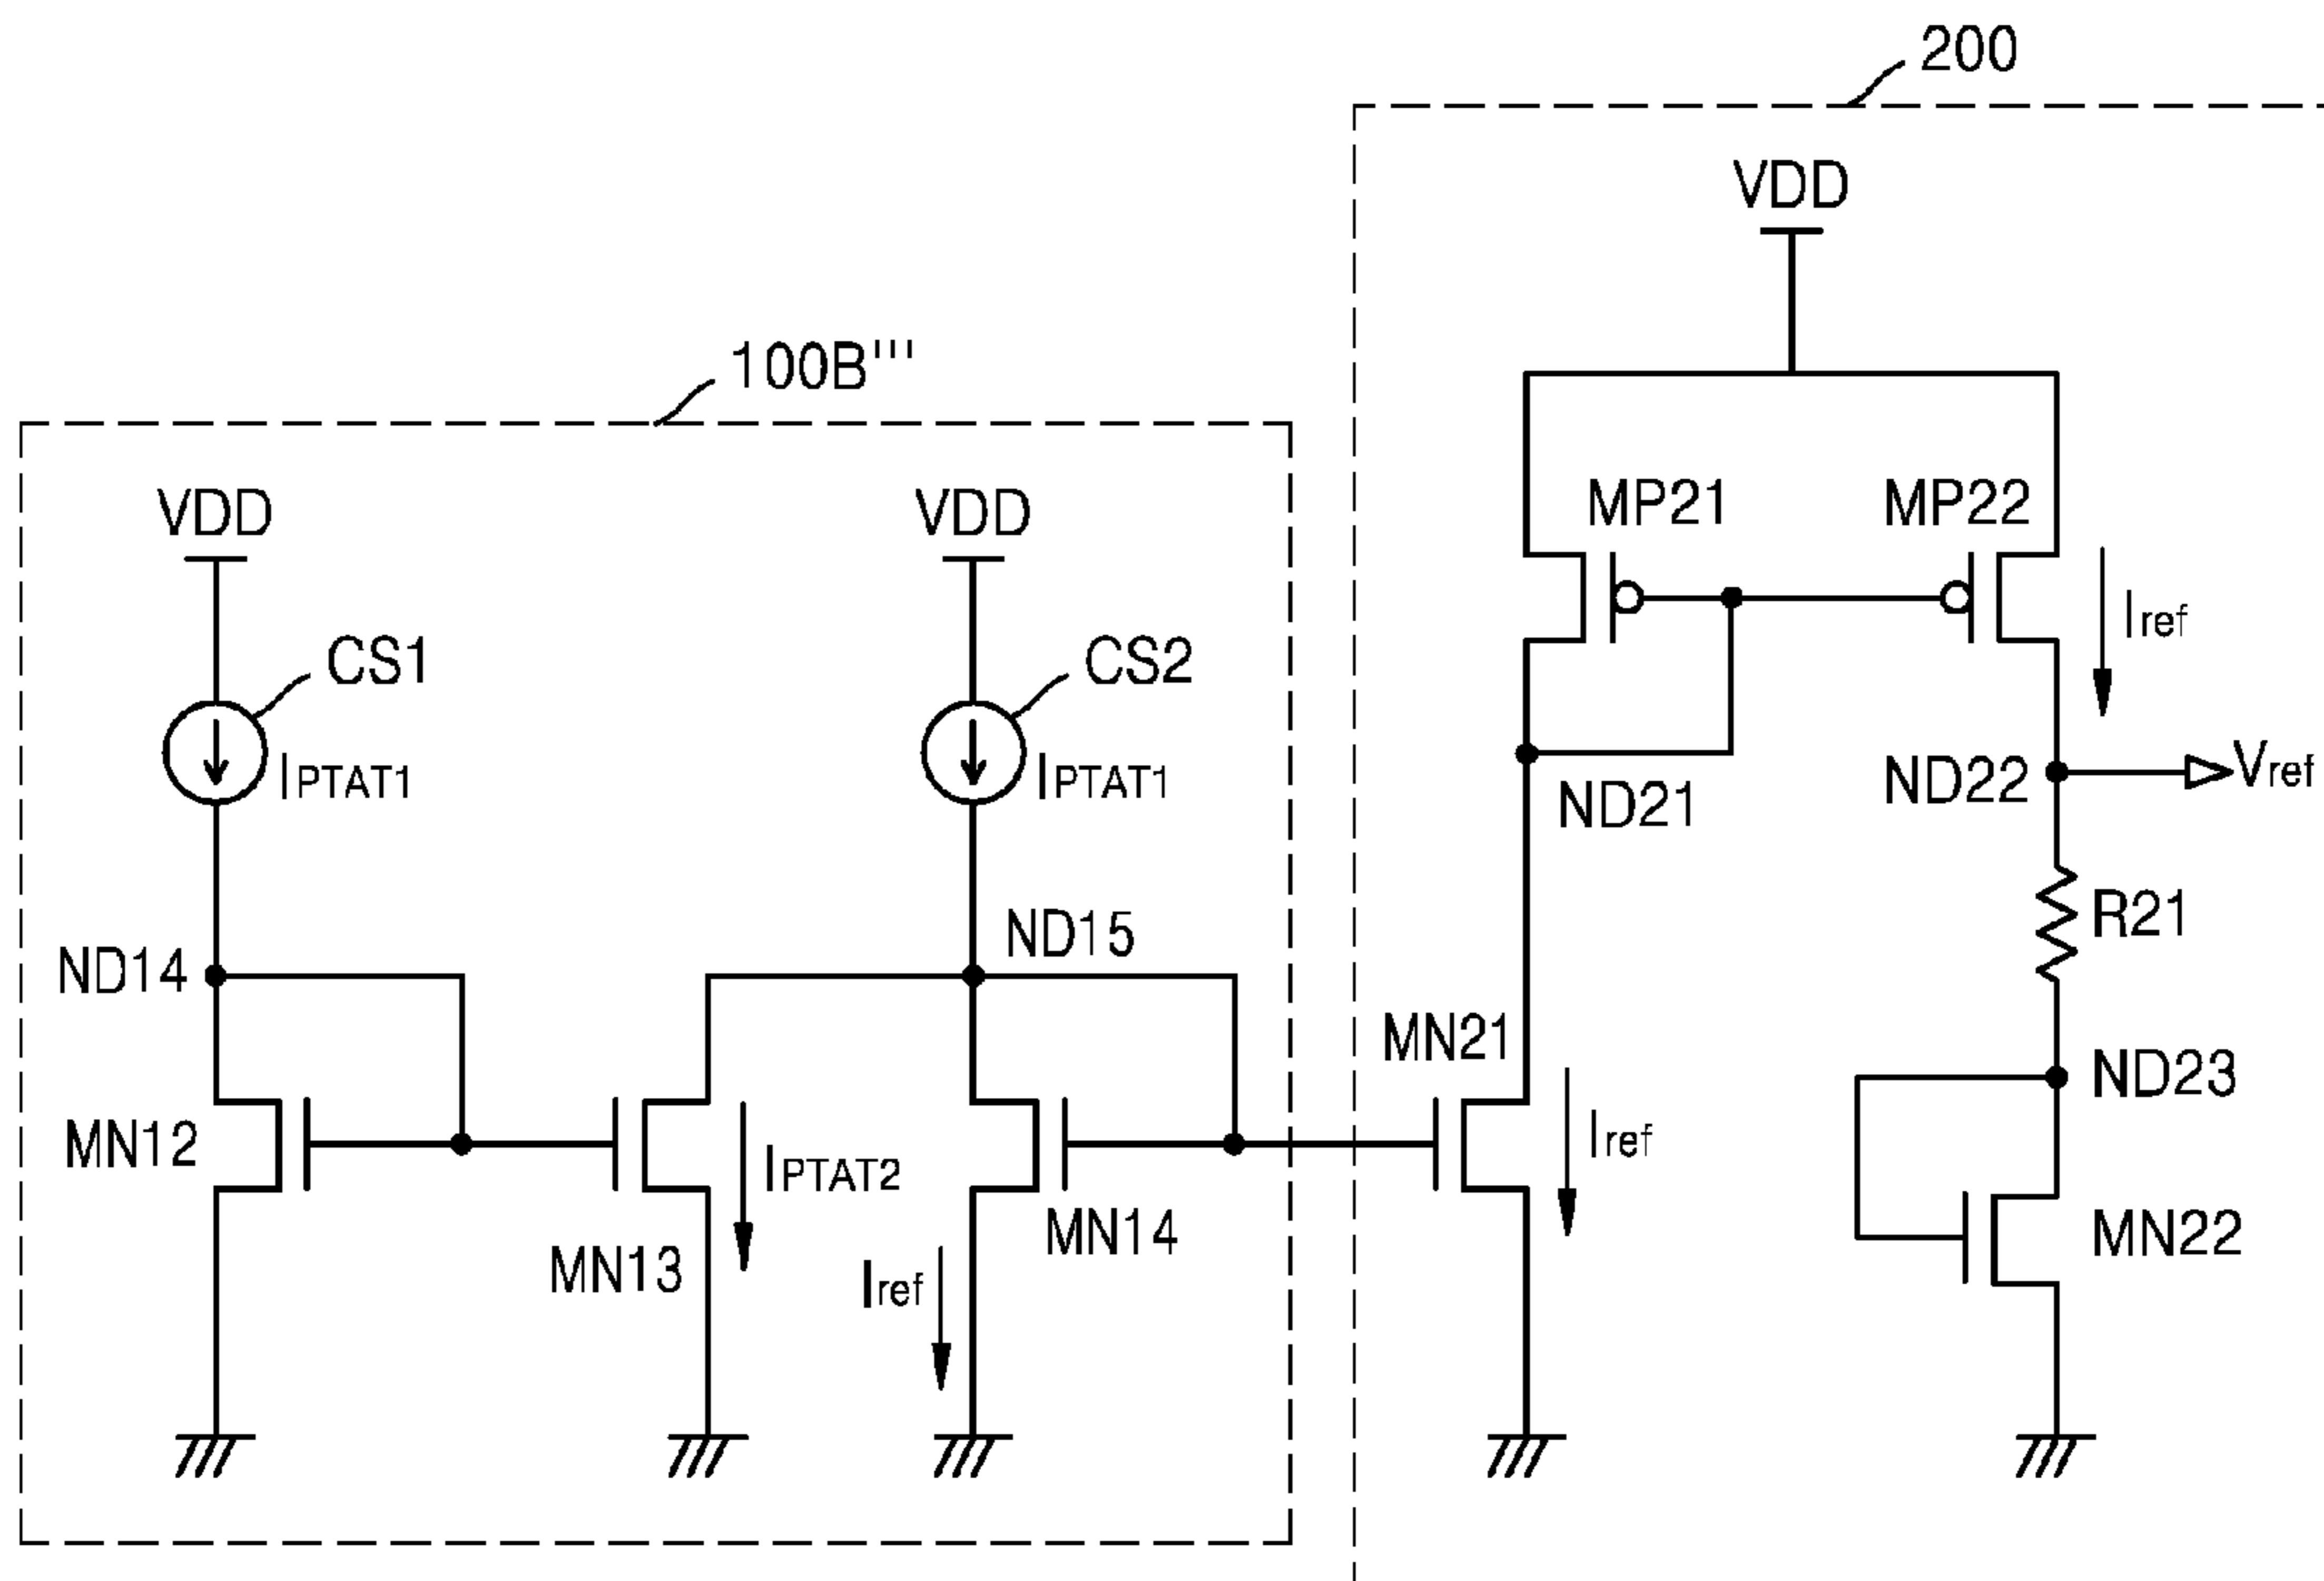 200
VDD
100B'''
MP21
MP22
VDD
VDD
Iref
CS1
CS2
IPTAT1
IPTAT1
ND21
ND22
Vref
R21
ND14
ND15
MN21
ND23
MN12
IPTAT2
Iref
MN13
Iref
MN14
MN22